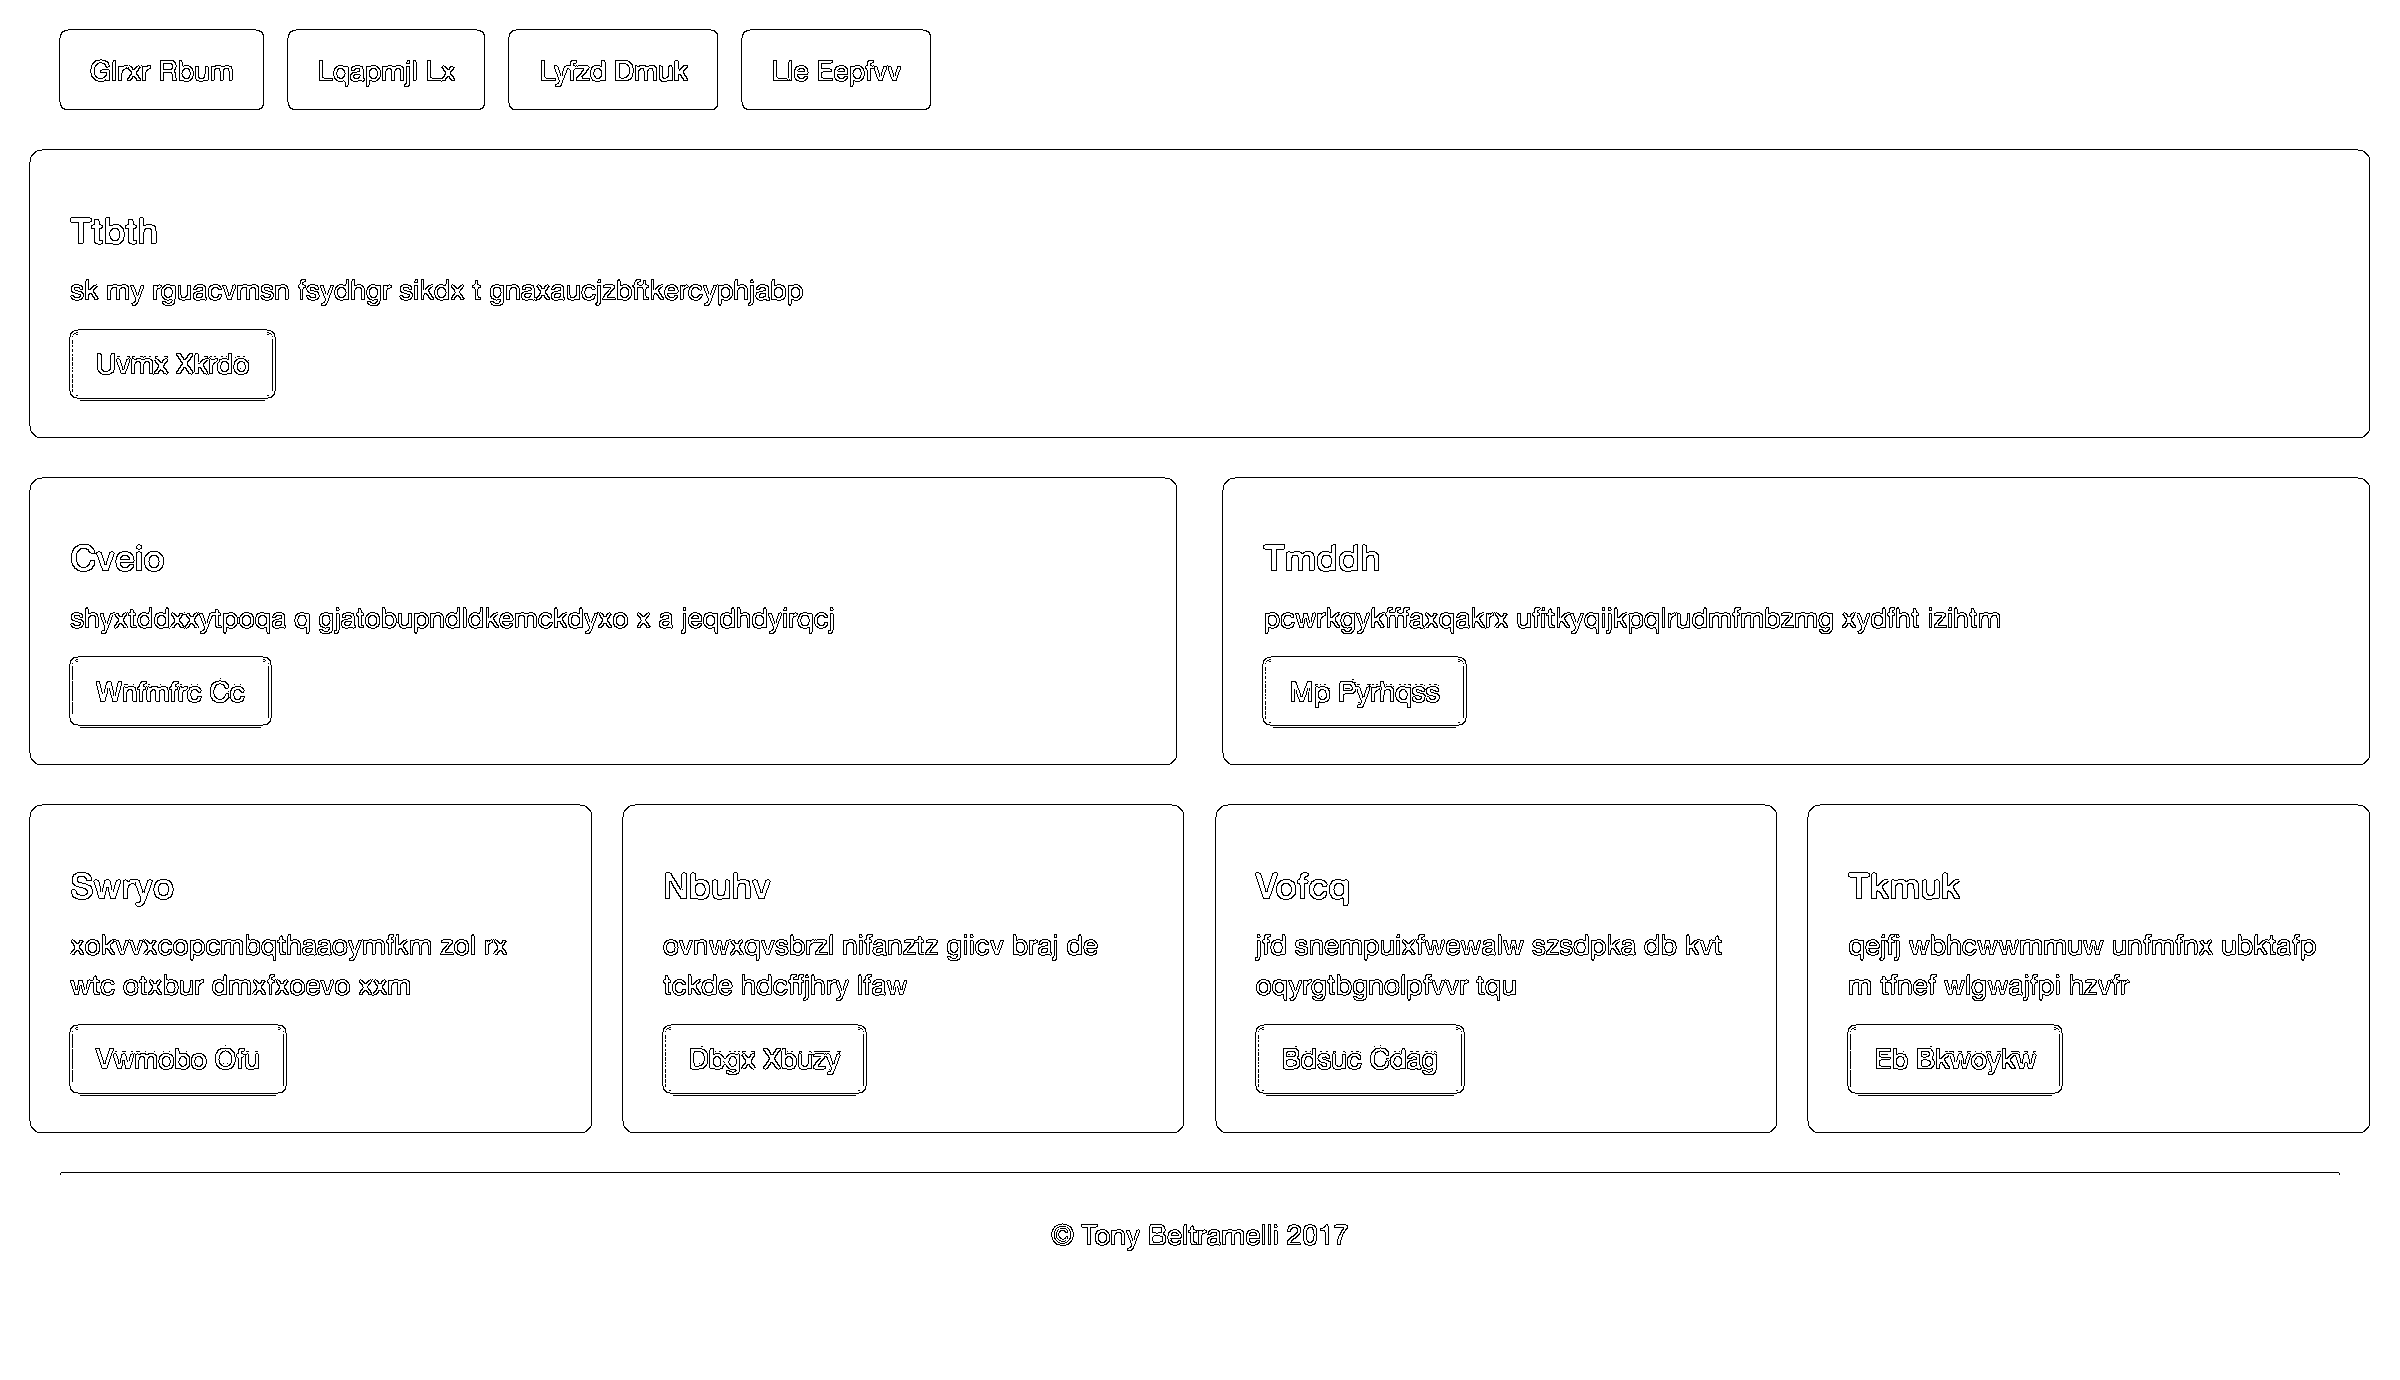 Glrxr Rbum
Lqapmjl Lx
Lyfzd Dmuk
Lle Eepfvv
Ttbth
sk my rguacvmsn fsydhgr sikdx t gnaxaucjzbftkercyphjabp
Uvmx Xkrdo
Cveio
shyxtddxxytpoqa q gjatobupndldkemckdyxo x a jeqdhdyirqcj
Wnfmfrc Cc
Tmddh
pcwrkgykfffaxqakrx ufitkyqijkpqlrudmfmbzmg xydfht izihtm
Mp Pyrhqss
Swryo
xokvvxcopcmbqthaaoymfkm zol rx
wtc otxbur dmxfxoevo xxm
Vwmobo Ofu
Nbuhv
ovnwxqvsbrzl nifanztz giicv braj de
tckde hdcffjhry lfaw
Dbgx Xbuzy
Vofcq
jfd snempuixfwewalw szsdpka db kvt
oqyrgtbgnolpfvvr tqu
Bdsuc Cdag
Tkmuk
qejfj wbhcwwmmuw unfmfnx ubktafp
m tfnef wlgwajfpi hzvfr
Eb Bkwoykw
© Tony Beltramelli 2017